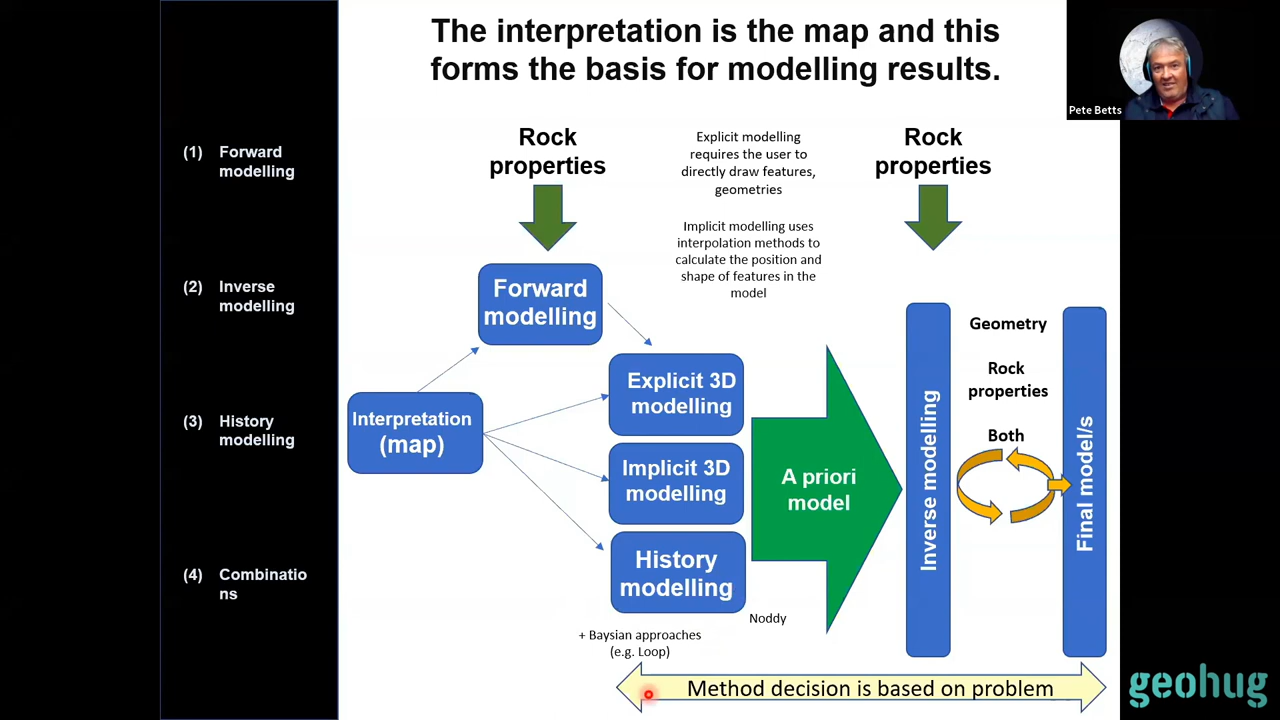 The interpretation is the map and this
forms the basis for modelling results.
Pete Betts
(1) Forward
modelling
(2) Inverse
modelling
(3) History
modelling
(4) Combinatio
ns
Rock
properties
Explicit modelling
requires the user to
directly draw features,
geometries
Implicit modelling uses
interpolation methods to
calculate the position and
shape of features in the
model
Rock
properties
Forward
modelling
Interpretation
(map)
Explicit 3D
modelling
Implicit 3D
modelling
History
modelling
Noddy
+ Baysian approaches
(e.g. Loop)
A priori
model
Inverse modelling
Geometry
Rock
properties
Both
Final model/s
Method decision is based on problem
geohug